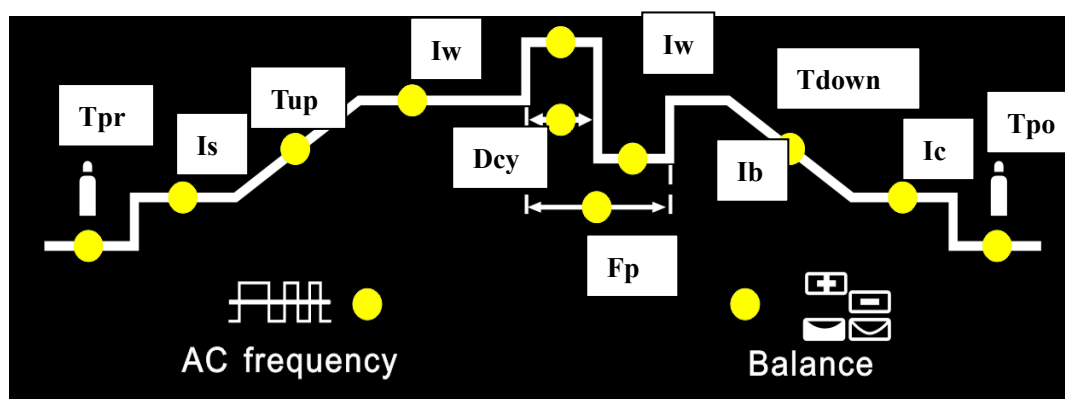 Tpr
Is
Tup
Iw
Dcy
Fp
Iw
Ib
Tdown
Ic
Tpo
AC frequency
Balance